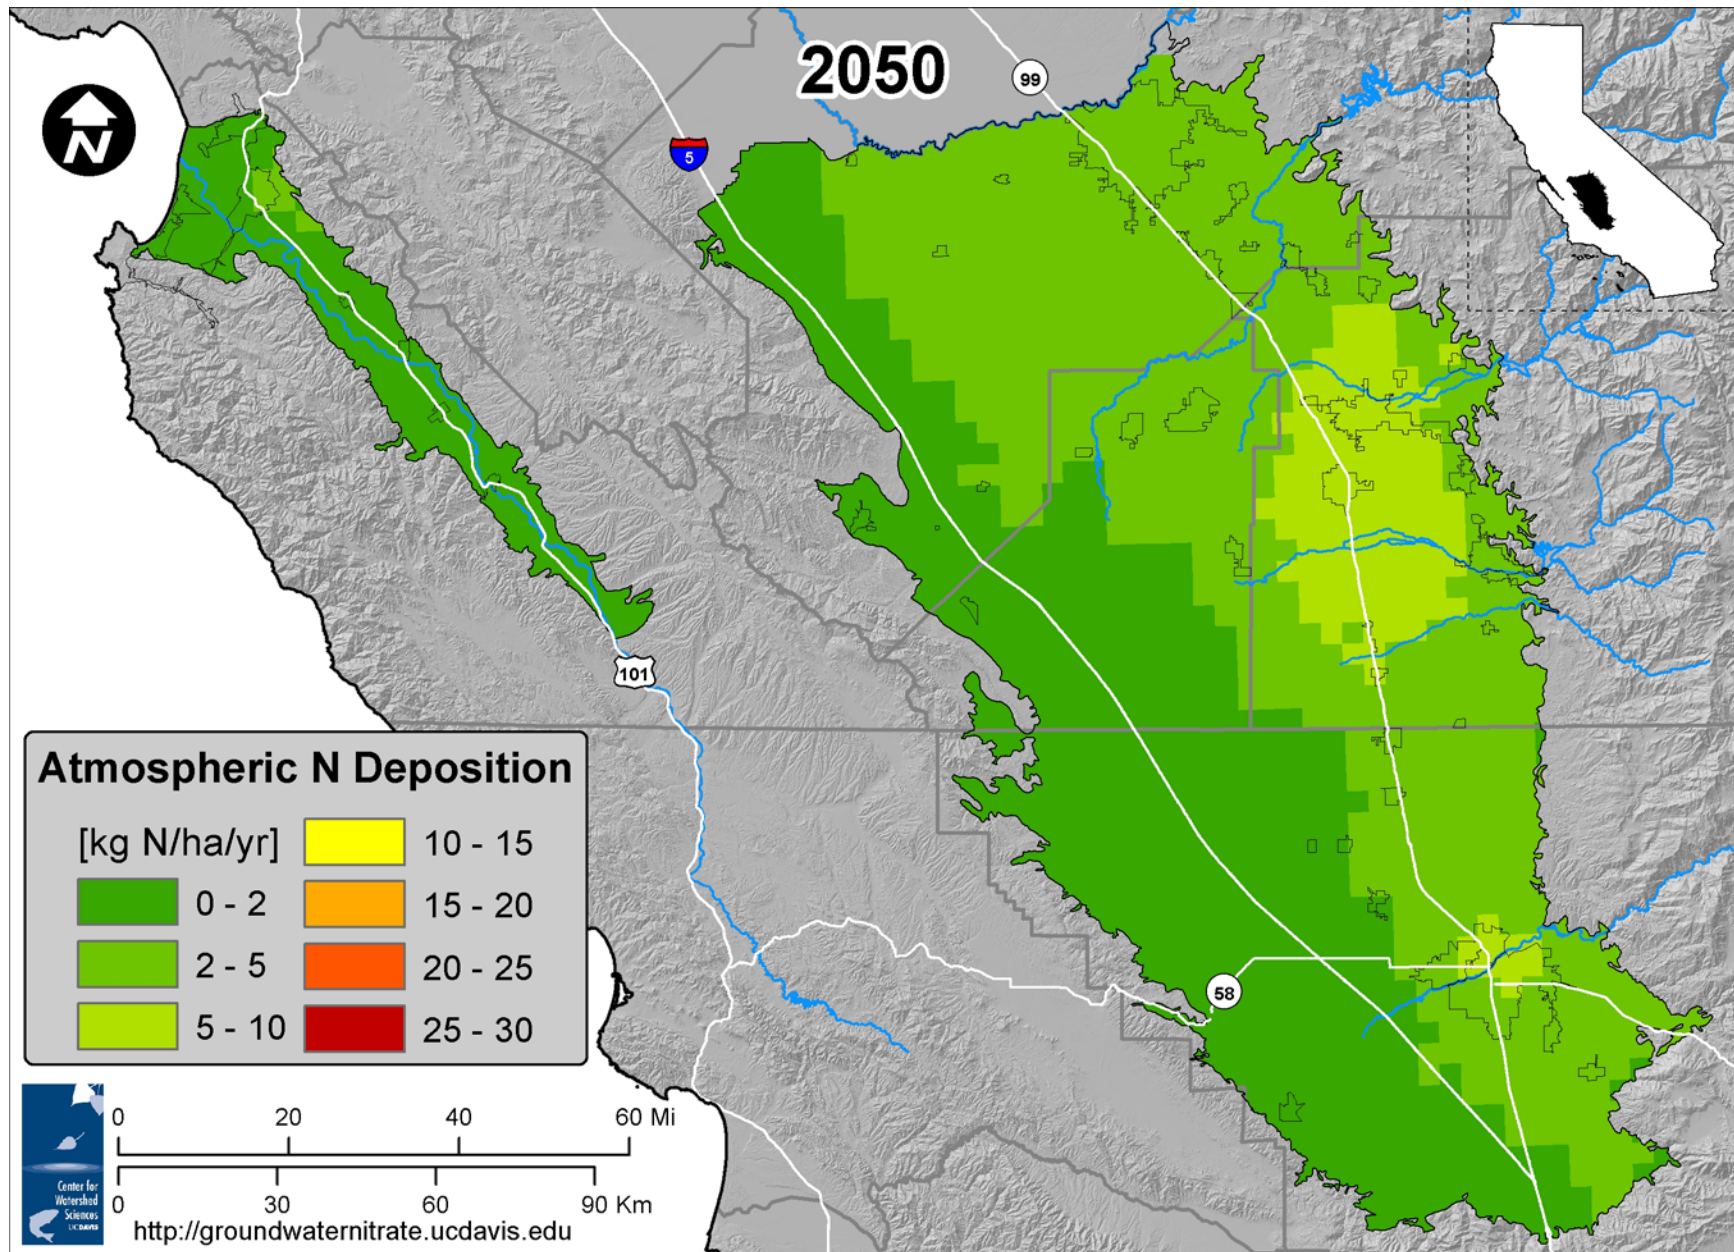 2050
99
5
N
101
Atmospheric N Deposition
[kg N/ha/yr]
0 - 2
2 - 5
5 - 10
10 - 15
15 - 20
20 - 25
25 - 30
58
0 20 40 60 Mi
0 30 60 90 Km
Center for
Watershed
Sciences
UC DAVIS
http://groundwaternitrate.ucdavis.edu